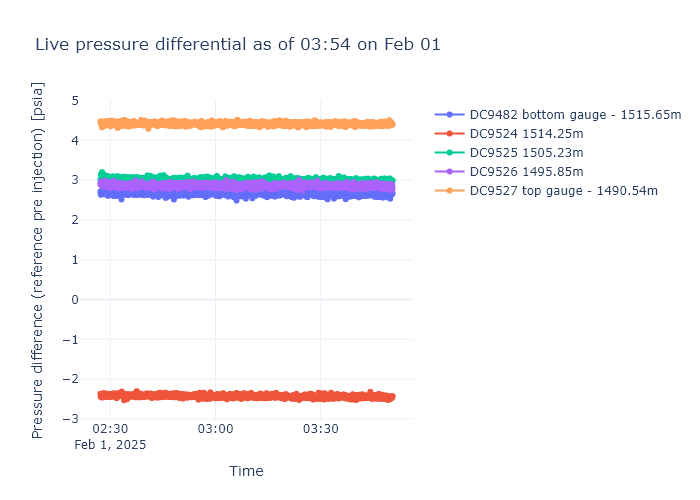 Live pressure differential as of 03:54 on Feb 01
Pressure difference (reference pre injection) [psia]
5
4
3
2
1
0
−1
−2
−3
02:30
Feb 1, 2025
03:00
03:30
Time
DC9482 bottom gauge - 1515.65m
DC9524 1514.25m
DC9525 1505.23m
DC9526 1495.85m
DC9527 top gauge - 1490.54m